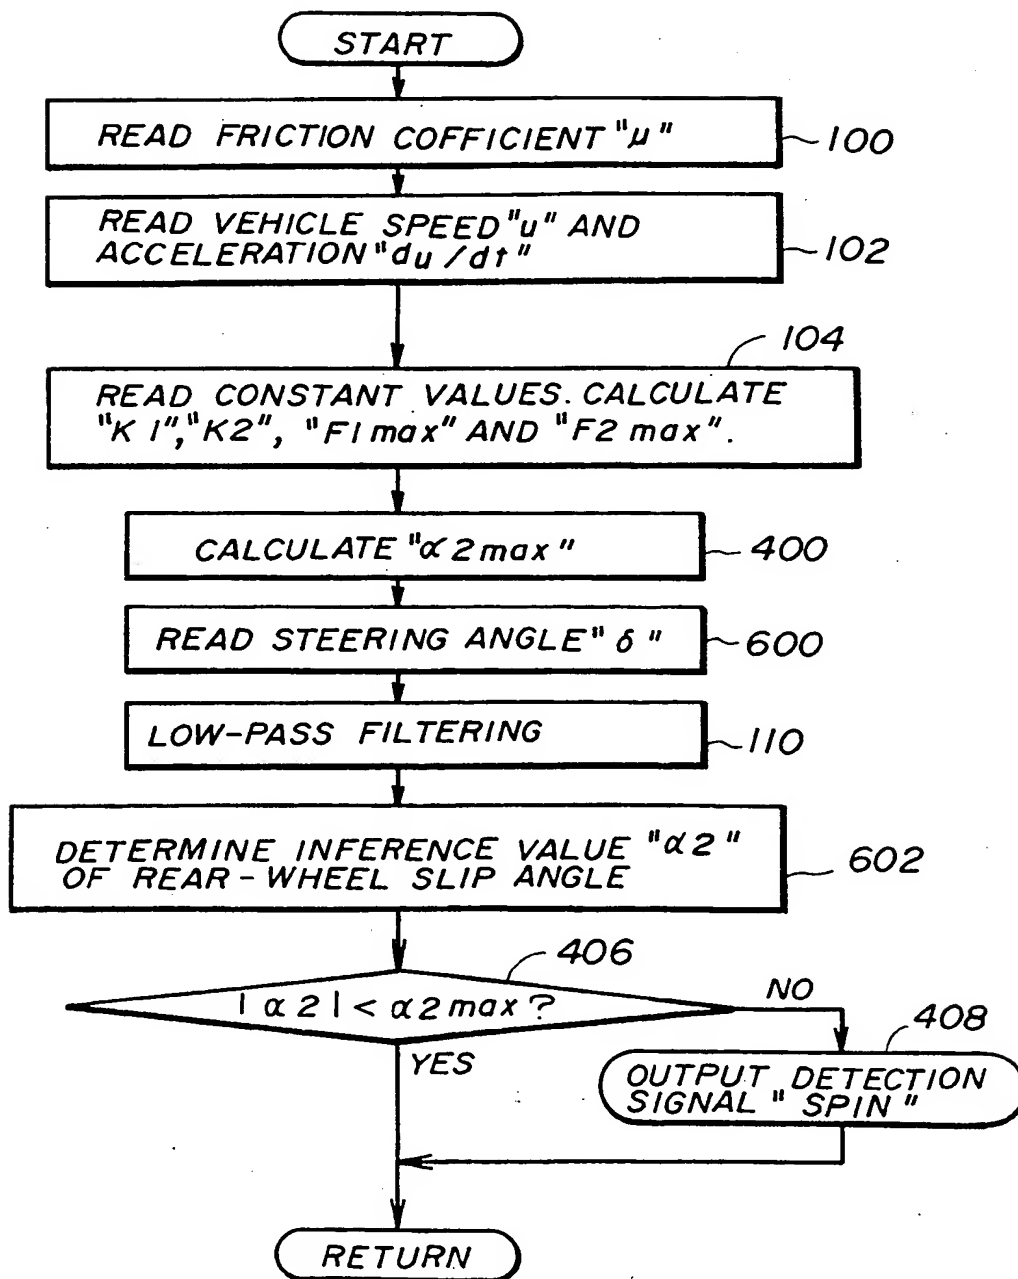 START
READ FRICTION COFFICIENT "μ"
100
READ VEHICLE SPEED "u" AND
ACCELERATION "du/dt"
102
104
READ CONSTANT VALUES. CALCULATE
"K1", "K2", "F1max" AND "F2max".
CALCULATE "α2max"
400
READ STEERING ANGLE "δ"
600
LOW-PASS FILTERING
110
DETERMINE INFERENCE VALUE "α2"
OF REAR-WHEEL SLIP ANGLE
602
406
|α2| < α2max?
NO
YES
408
OUTPUT DETECTION
SIGNAL "SPIN"
RETURN